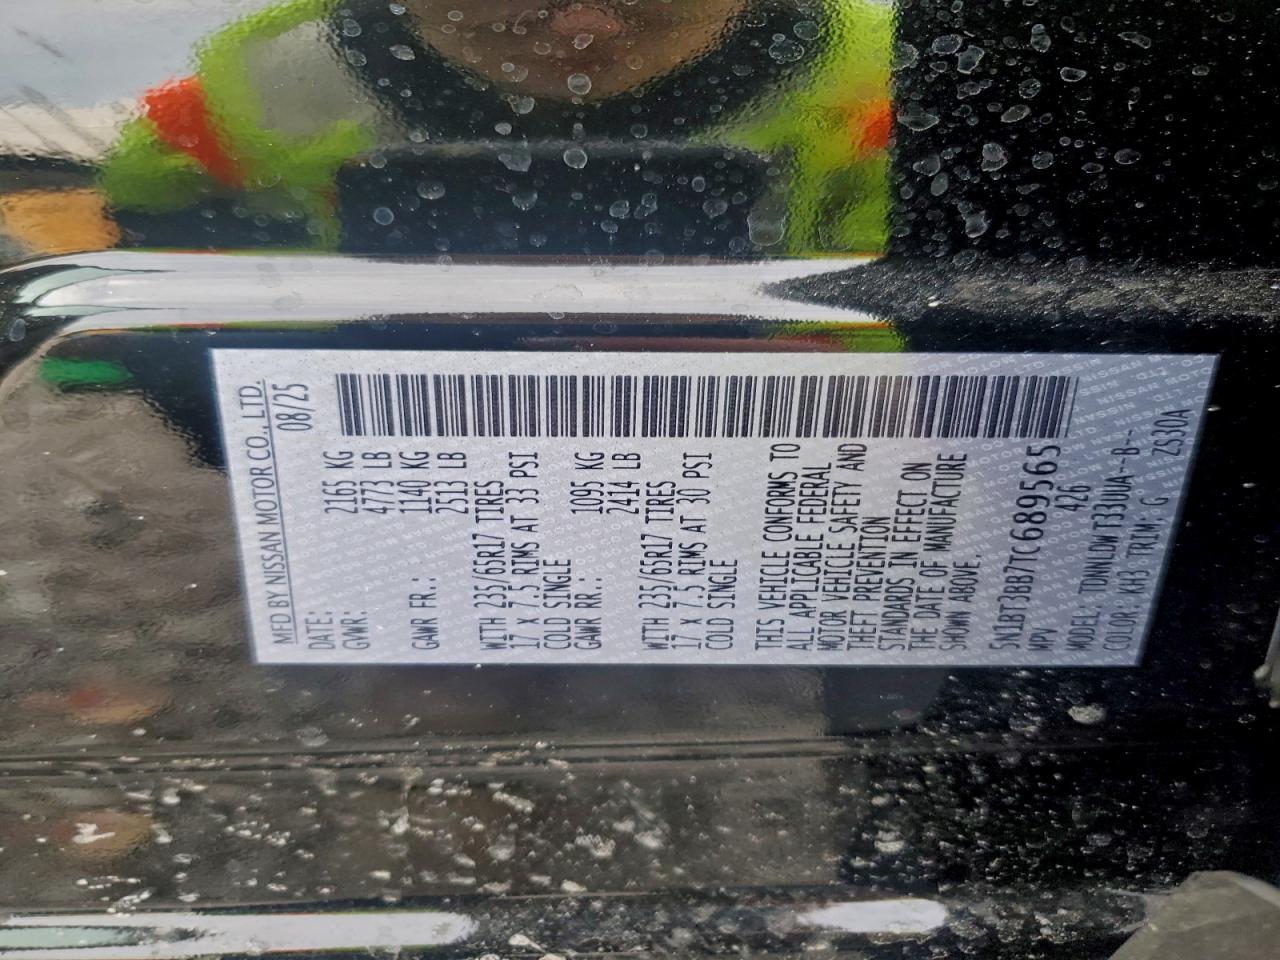 MFD BY NISSAN MOTOR CO., LTD.
DATE: 08/25
GVWR: 2165 KG
4773 LB
GAWR FR.: 1140 KG
2513 LB
WITH 235/65R17 TIRES
17 X 7.5 RIMS AT 33 PSI
COLD SINGLE
GAWR RR.: 1095 KG
2414 LB
WITH 235/65R17 TIRES
17 X 7.5 RIMS AT 30 PSI
COLD SINGLE
THIS VEHICLE CONFORMS TO
ALL APPLICABLE FEDERAL
MOTOR VEHICLE SAFETY AND
THEFT PREVENTION
STANDARDS IN EFFECT ON
THE DATE OF MANUFACTURE
SHOWN ABOVE.
5N1BT3BB7TC689565
MPV 426
MODEL: TDNNLDW T33UUA--B--
COLOR: KH3 TRIM: G ZS30A